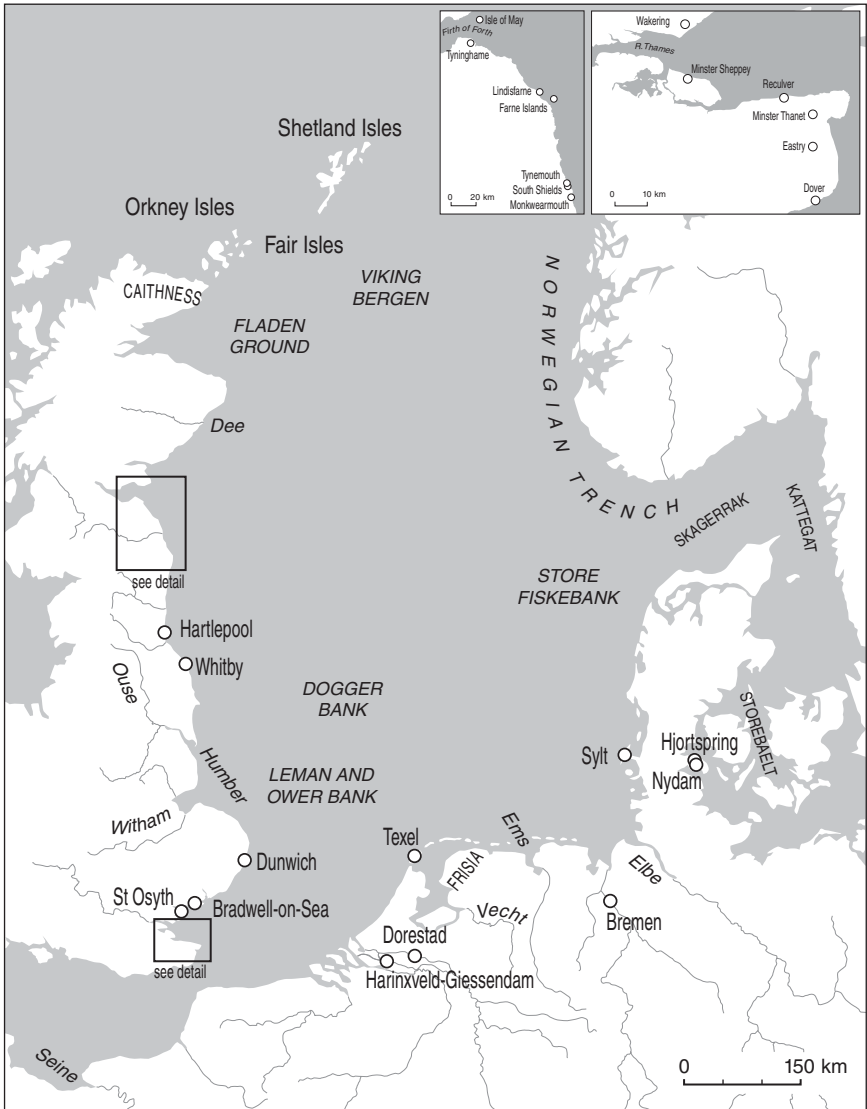 Isle of May
Firth of Forth
Tyninghame
Lindisfarne
Farne Islands
Tynemouth
South Shields
Monkwearmouth
0 20 km
Wakering
R.Thames
Minster Sheppey
Reculver
Minster Thanet
Eastry
Dover
0 10 km
Shetland Isles
Orkney Isles
Fair Isles
CAITHNESS
VIKING
BERGEN
FLADEN
GROUND
NORWEGIAN TRENCH
Dee
SKAGERRAK
KATTEGAT
see detail
STORE
FISKEBANK
Hartlepool
Whitby
Ouse
DOGGER
BANK
STOREBAELT
Sylt
Hjortspring
Nydam
Humber
LEMAN AND
OWER BANK
Witham
Texel
Ems
Dunwich
FRISIA
Elbe
St Osyth
Bradwell-on-Sea
Vecht
Bremen
Dorestad
see detail
Harinxveld-Giessendam
Seine
0 150 km